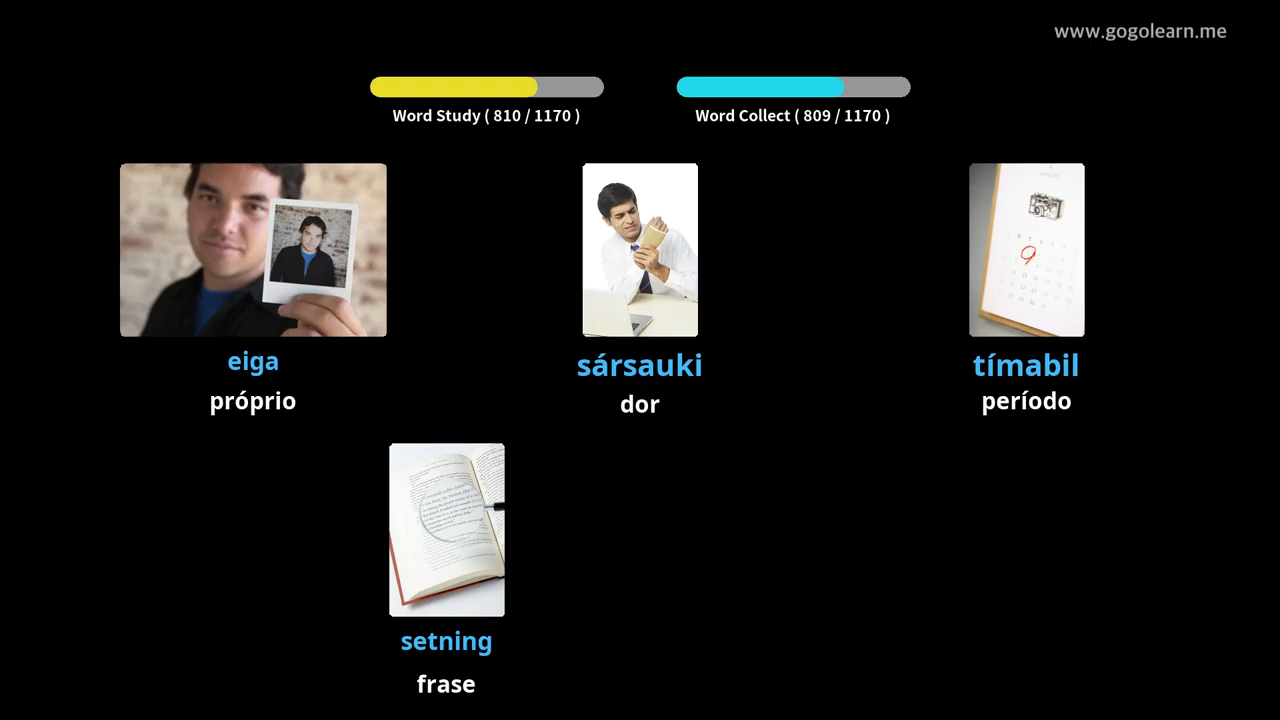 www.gogolearn.me
Word Study ( 810 / 1170 )
Word Collect ( 809 / 1170 )
eiga
próprio
sársauki
dor
tímabil
período
setning
frase